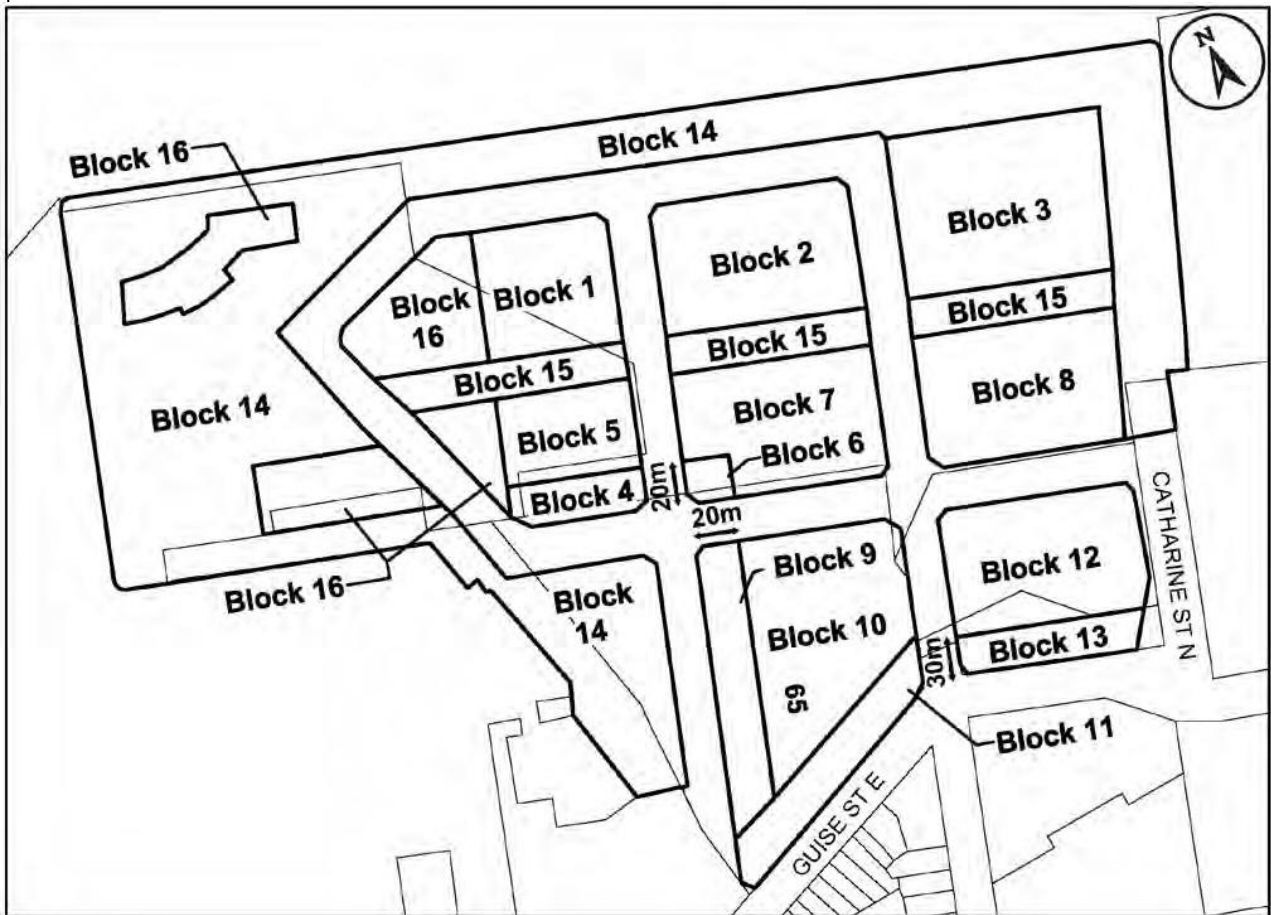 N
Block 14
Block 16
Block 3
Block 2
Block
16
Block 1
Block 15
Block 15
Block 15
Block 14
Block 7
Block 8
Block 5
Block 6
Block 4
20m
20m
CATHARINE ST N
Block 9
Block 12
Block 16
Block
14
Block 10
Block 13
30m
65
Block 11
GUISE ST E